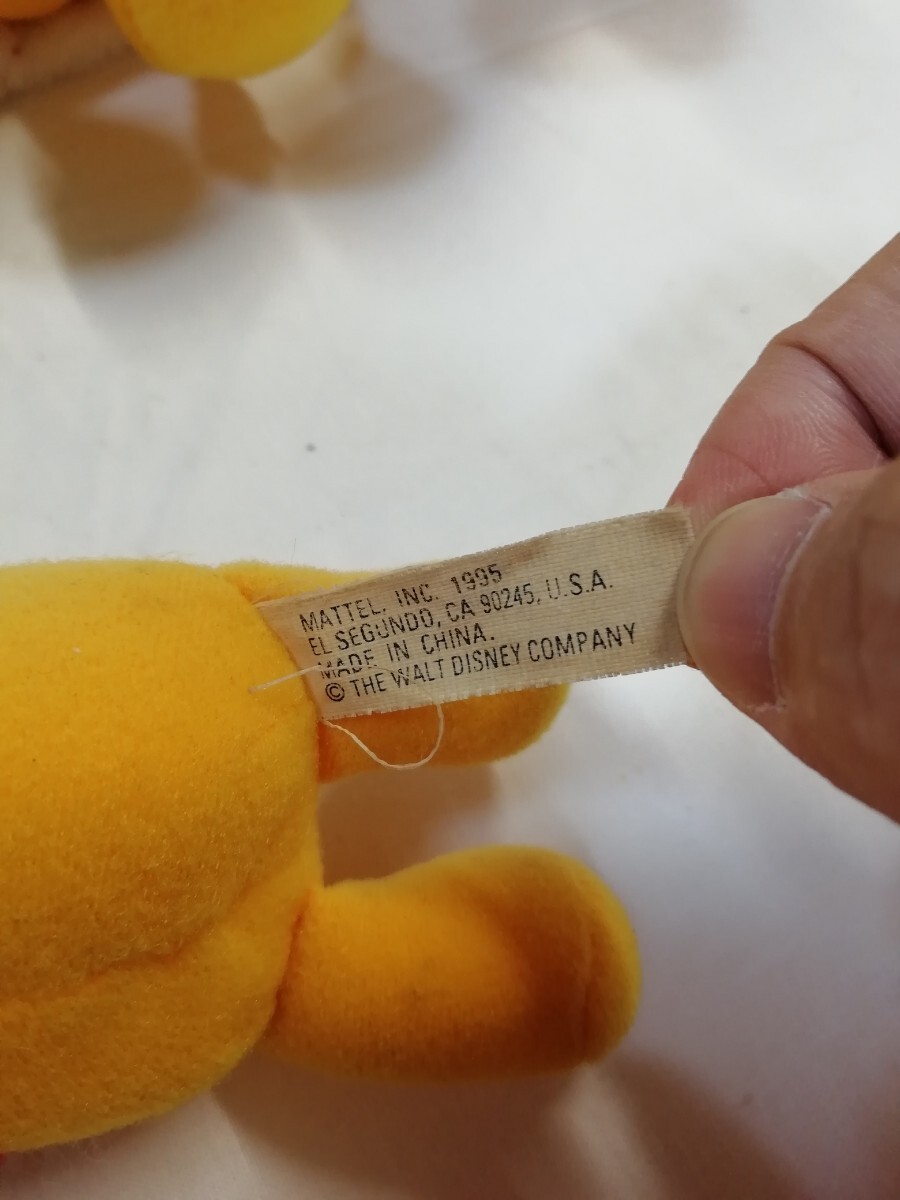 MATTEL, INC. 1995
EL SEGUNDO, CA 90245, U.S.A.
MADE IN CHINA.
© THE WALT DISNEY COMPANY